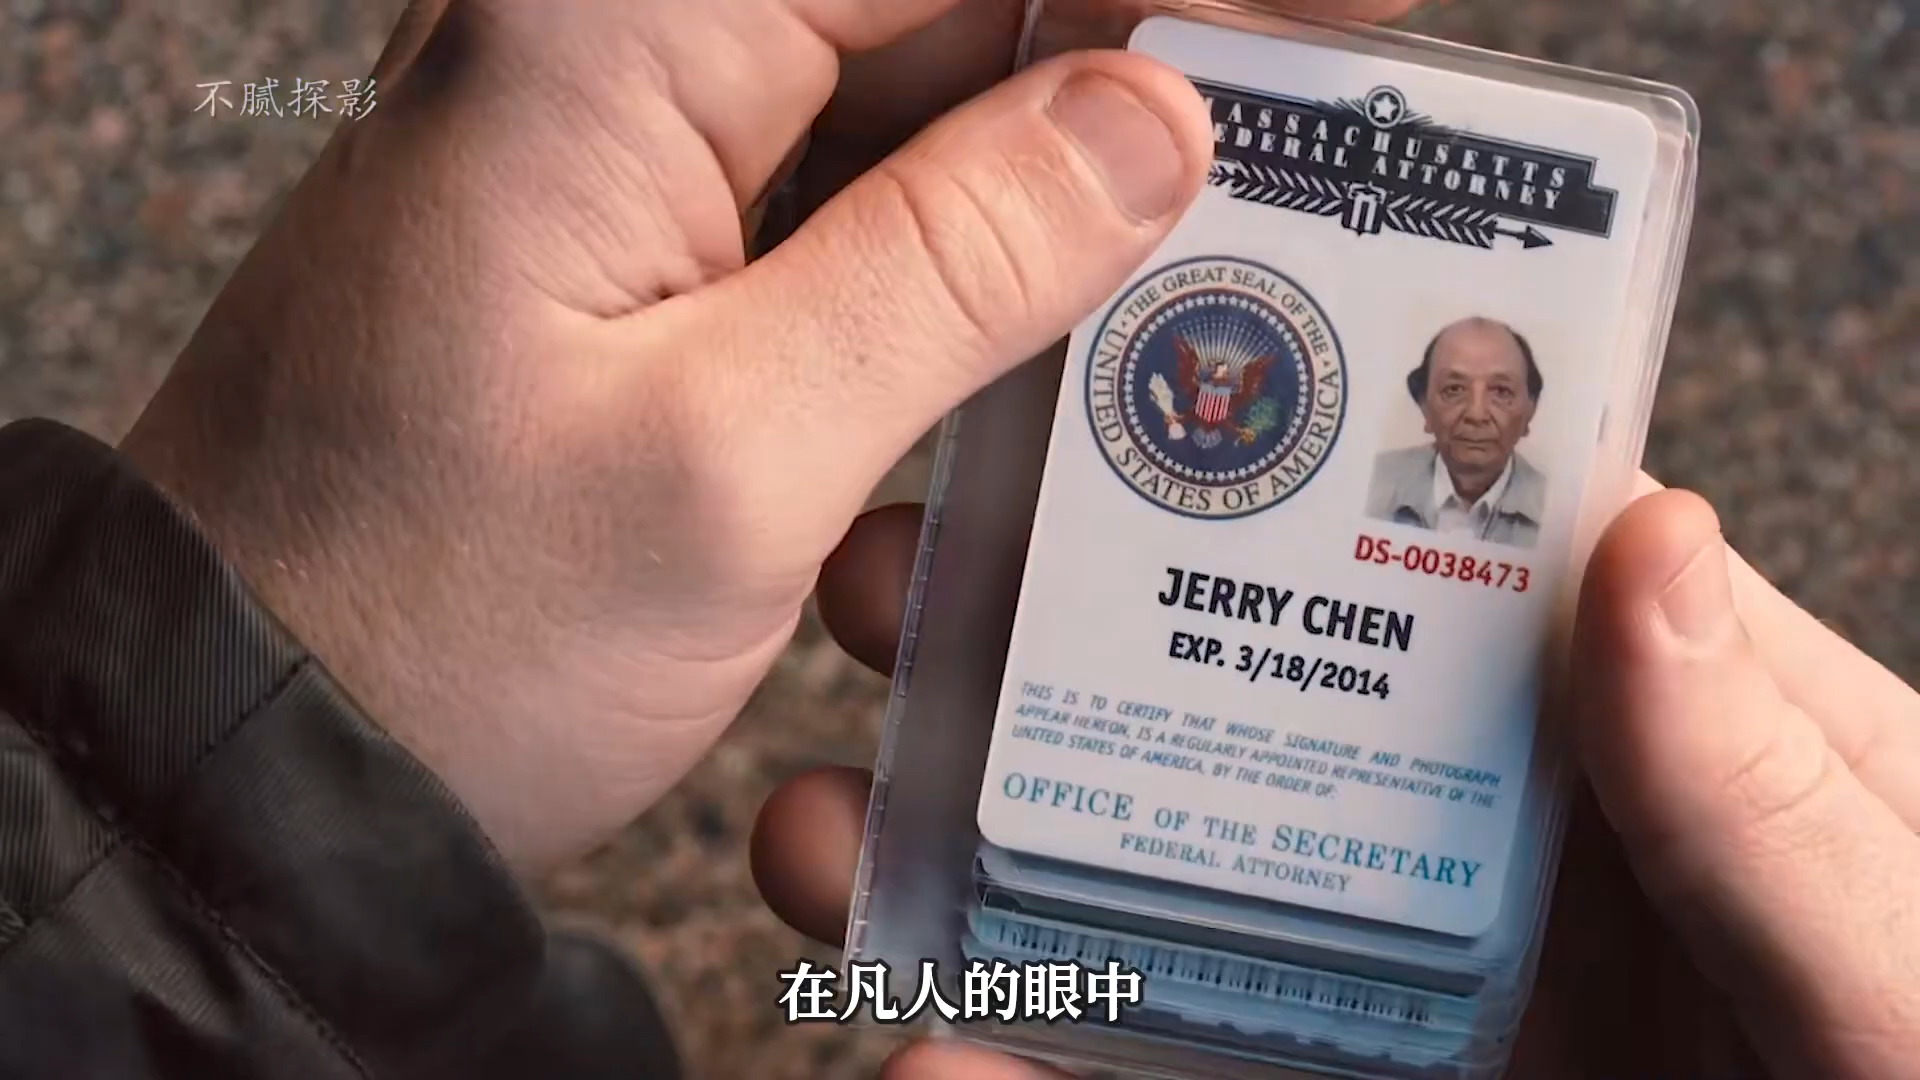 不腻探影
MASSACHUSETTS
FEDERAL ATTORNEY
THE GREAT SEAL OF THE
UNITED STATES OF AMERICA
DS-0038473
JERRY CHEN
EXP. 3/18/2014
THIS IS TO CERTIFY THAT WHOSE SIGNATURE AND PHOTOGRAPH
APPEAR HEREON, IS A REGULARLY APPOINTED REPRESENTATIVE OF THE
UNITED STATES OF AMERICA, BY THE ORDER OF:
OFFICE OF THE SECRETARY
FEDERAL ATTORNEY
在凡人的眼中